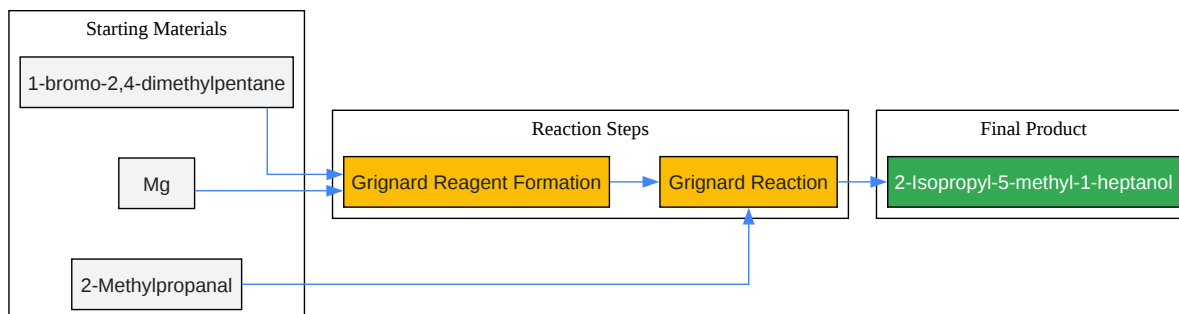 Starting Materials
1-bromo-2,4-dimethylpentane
Mg
2-Methylpropanal
Reaction Steps
Grignard Reagent Formation
Grignard Reaction
Final Product
2-Isopropyl-5-methyl-1-heptanol